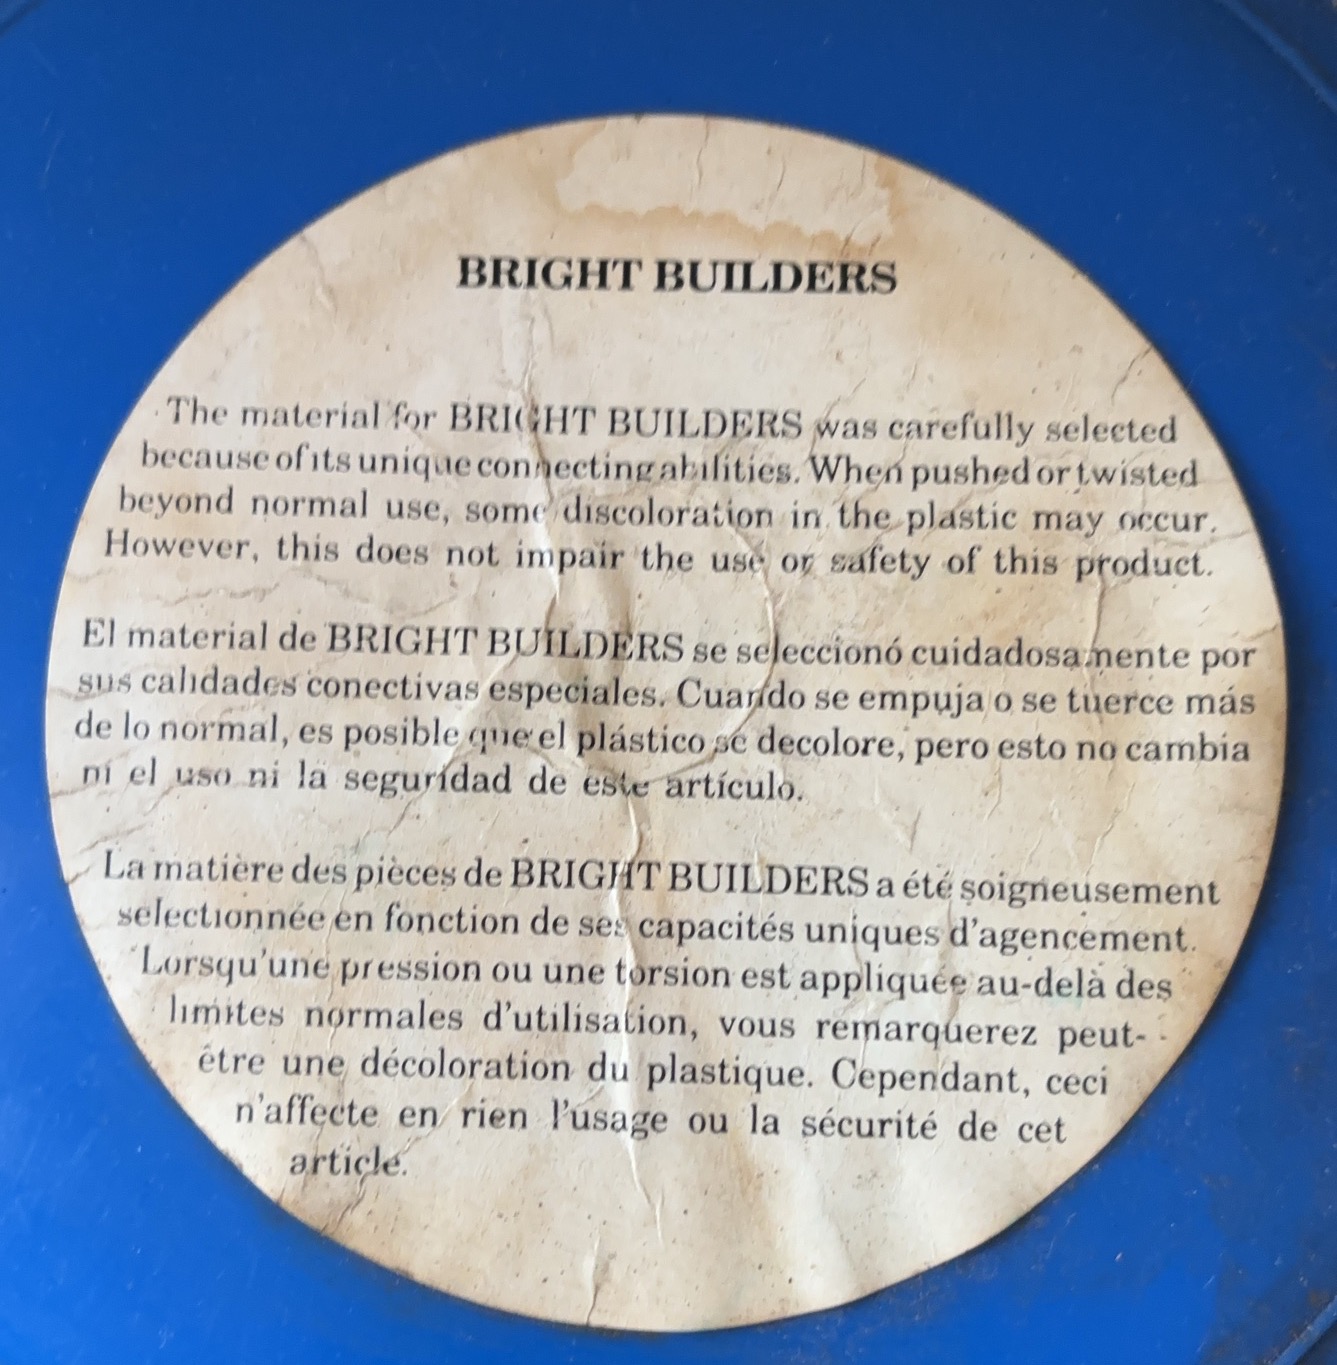 BRIGHT BUILDERS
The material for BRIGHT BUILDERS was carefully selected
because of its unique connecting abilities. When pushed or twisted
beyond normal use, some discoloration in the plastic may occur.
However, this does not impair the use or safety of this product.
El material de BRIGHT BUILDERS se seleccionó cuidadosamente por
sus calidades conectivas especiales. Cuando se empuja o se tuerce más
de lo normal, es posible que el plástico se decolore, pero esto no cambia
ni el uso ni la seguridad de este artículo.
La matière des pièces de BRIGHT BUILDERS a été soigneusement
selectionnée en fonction de ses capacités uniques d'agencement.
Lorsqu'une pression ou une torsion est appliquée au-delà des
limites normales d'utilisation, vous remarquerez peut-
être une décoloration du plastique. Cependant, ceci
n'affecte en rien l'usage ou la sécurité de cet
article.